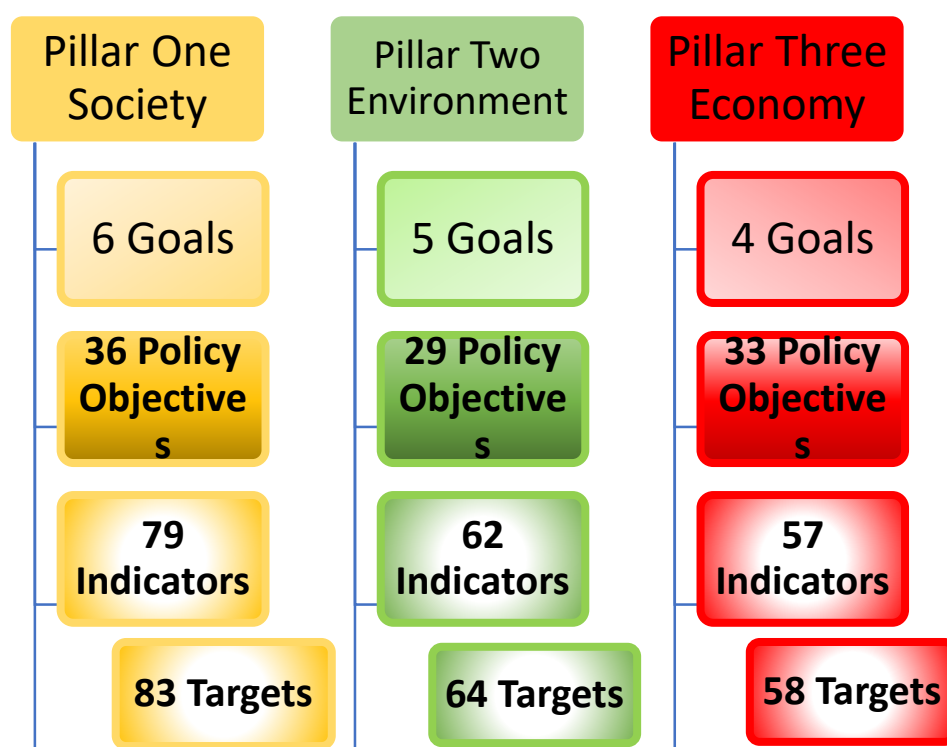 Pillar One
Society
6 Goals
36 Policy
Objective
s
79
Indicators
83 Targets
Pillar Two
Environment
5 Goals
29 Policy
Objective
s
62
Indicators
64 Targets
Pillar Three
Economy
4 Goals
33 Policy
Objective
s
57
Indicators
58 Targets